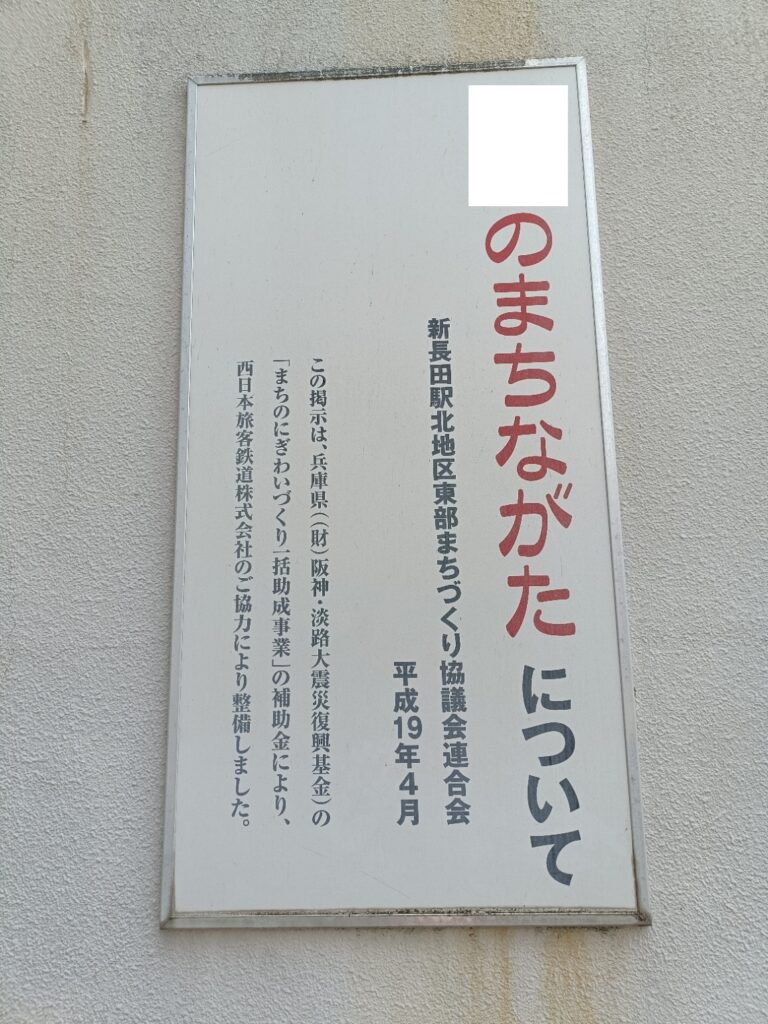 のまちながたについて
新長田駅北地区東部まちづくり協議会連合会
平成19年4月
この掲示は、兵庫県((財)阪神・淡路大震災復興基金)の
「まちのにぎわいづくり一括助成事業」の補助金により、
西日本旅客鉄道株式会社のご協力により整備しました。